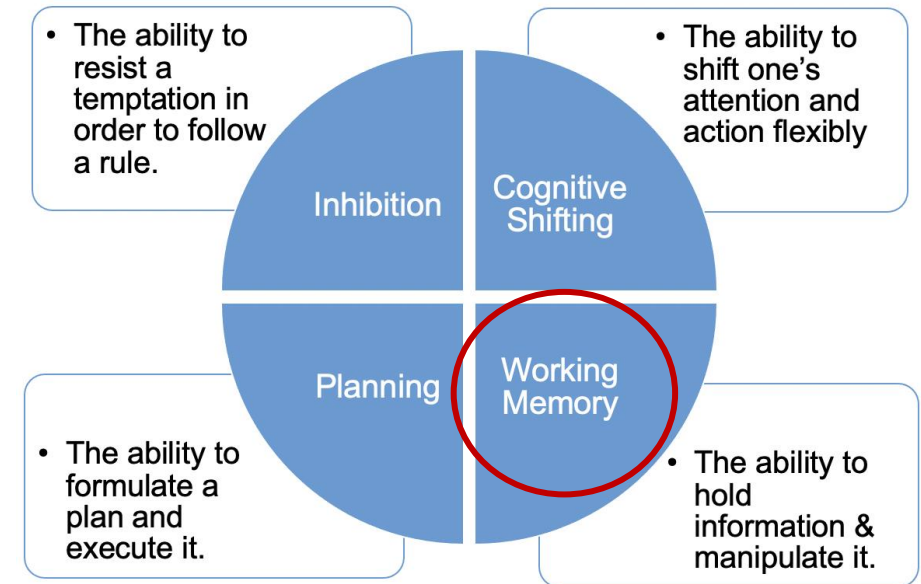 • The ability to
resist a
temptation in
order to follow
a rule.
• The ability to
shift one’s
attention and
action flexibly
Inhibition
Cognitive
Shifting
Planning
Working
Memory
• The ability to
formulate a
plan and
execute it.
• The ability to
hold
information &
manipulate it.